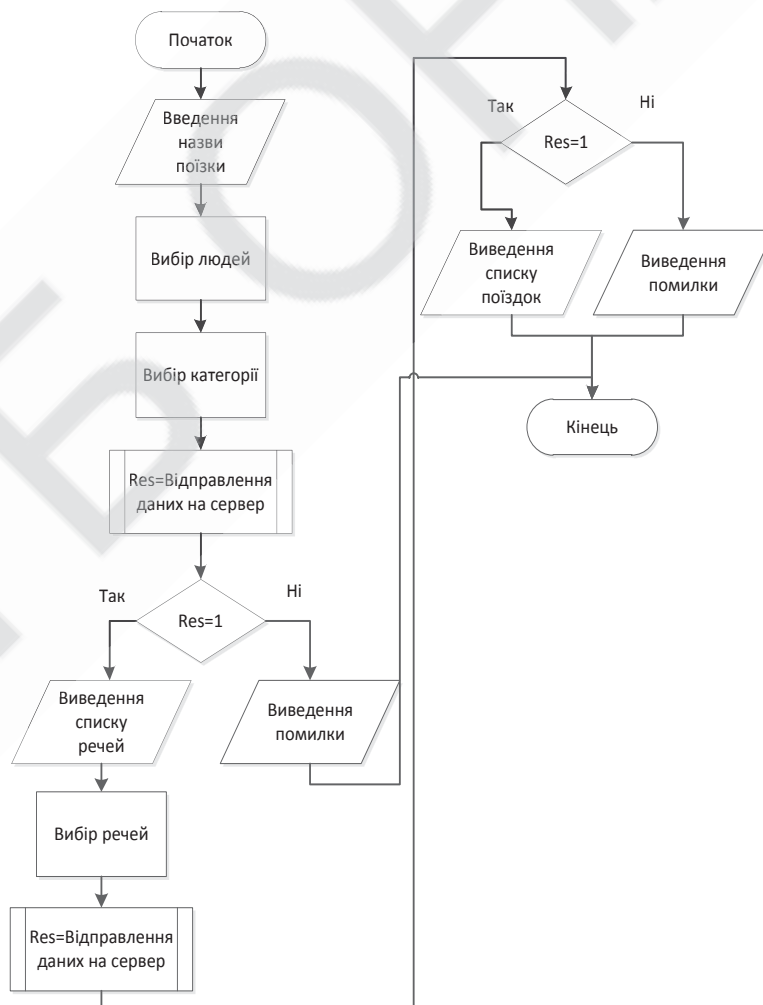 Початок
Введення
назви
поїзки
Вибір людей
Вибір категорії
Res=Відправлення
даних на сервер
Так
Ні
Res=1
Виведення
списку
речей
Виведення
помилки
Вибір речей
Res=Відправлення
даних на сервер
Так
Ні
Res=1
Виведення
списку
поїздок
Виведення
помилки
Кінець